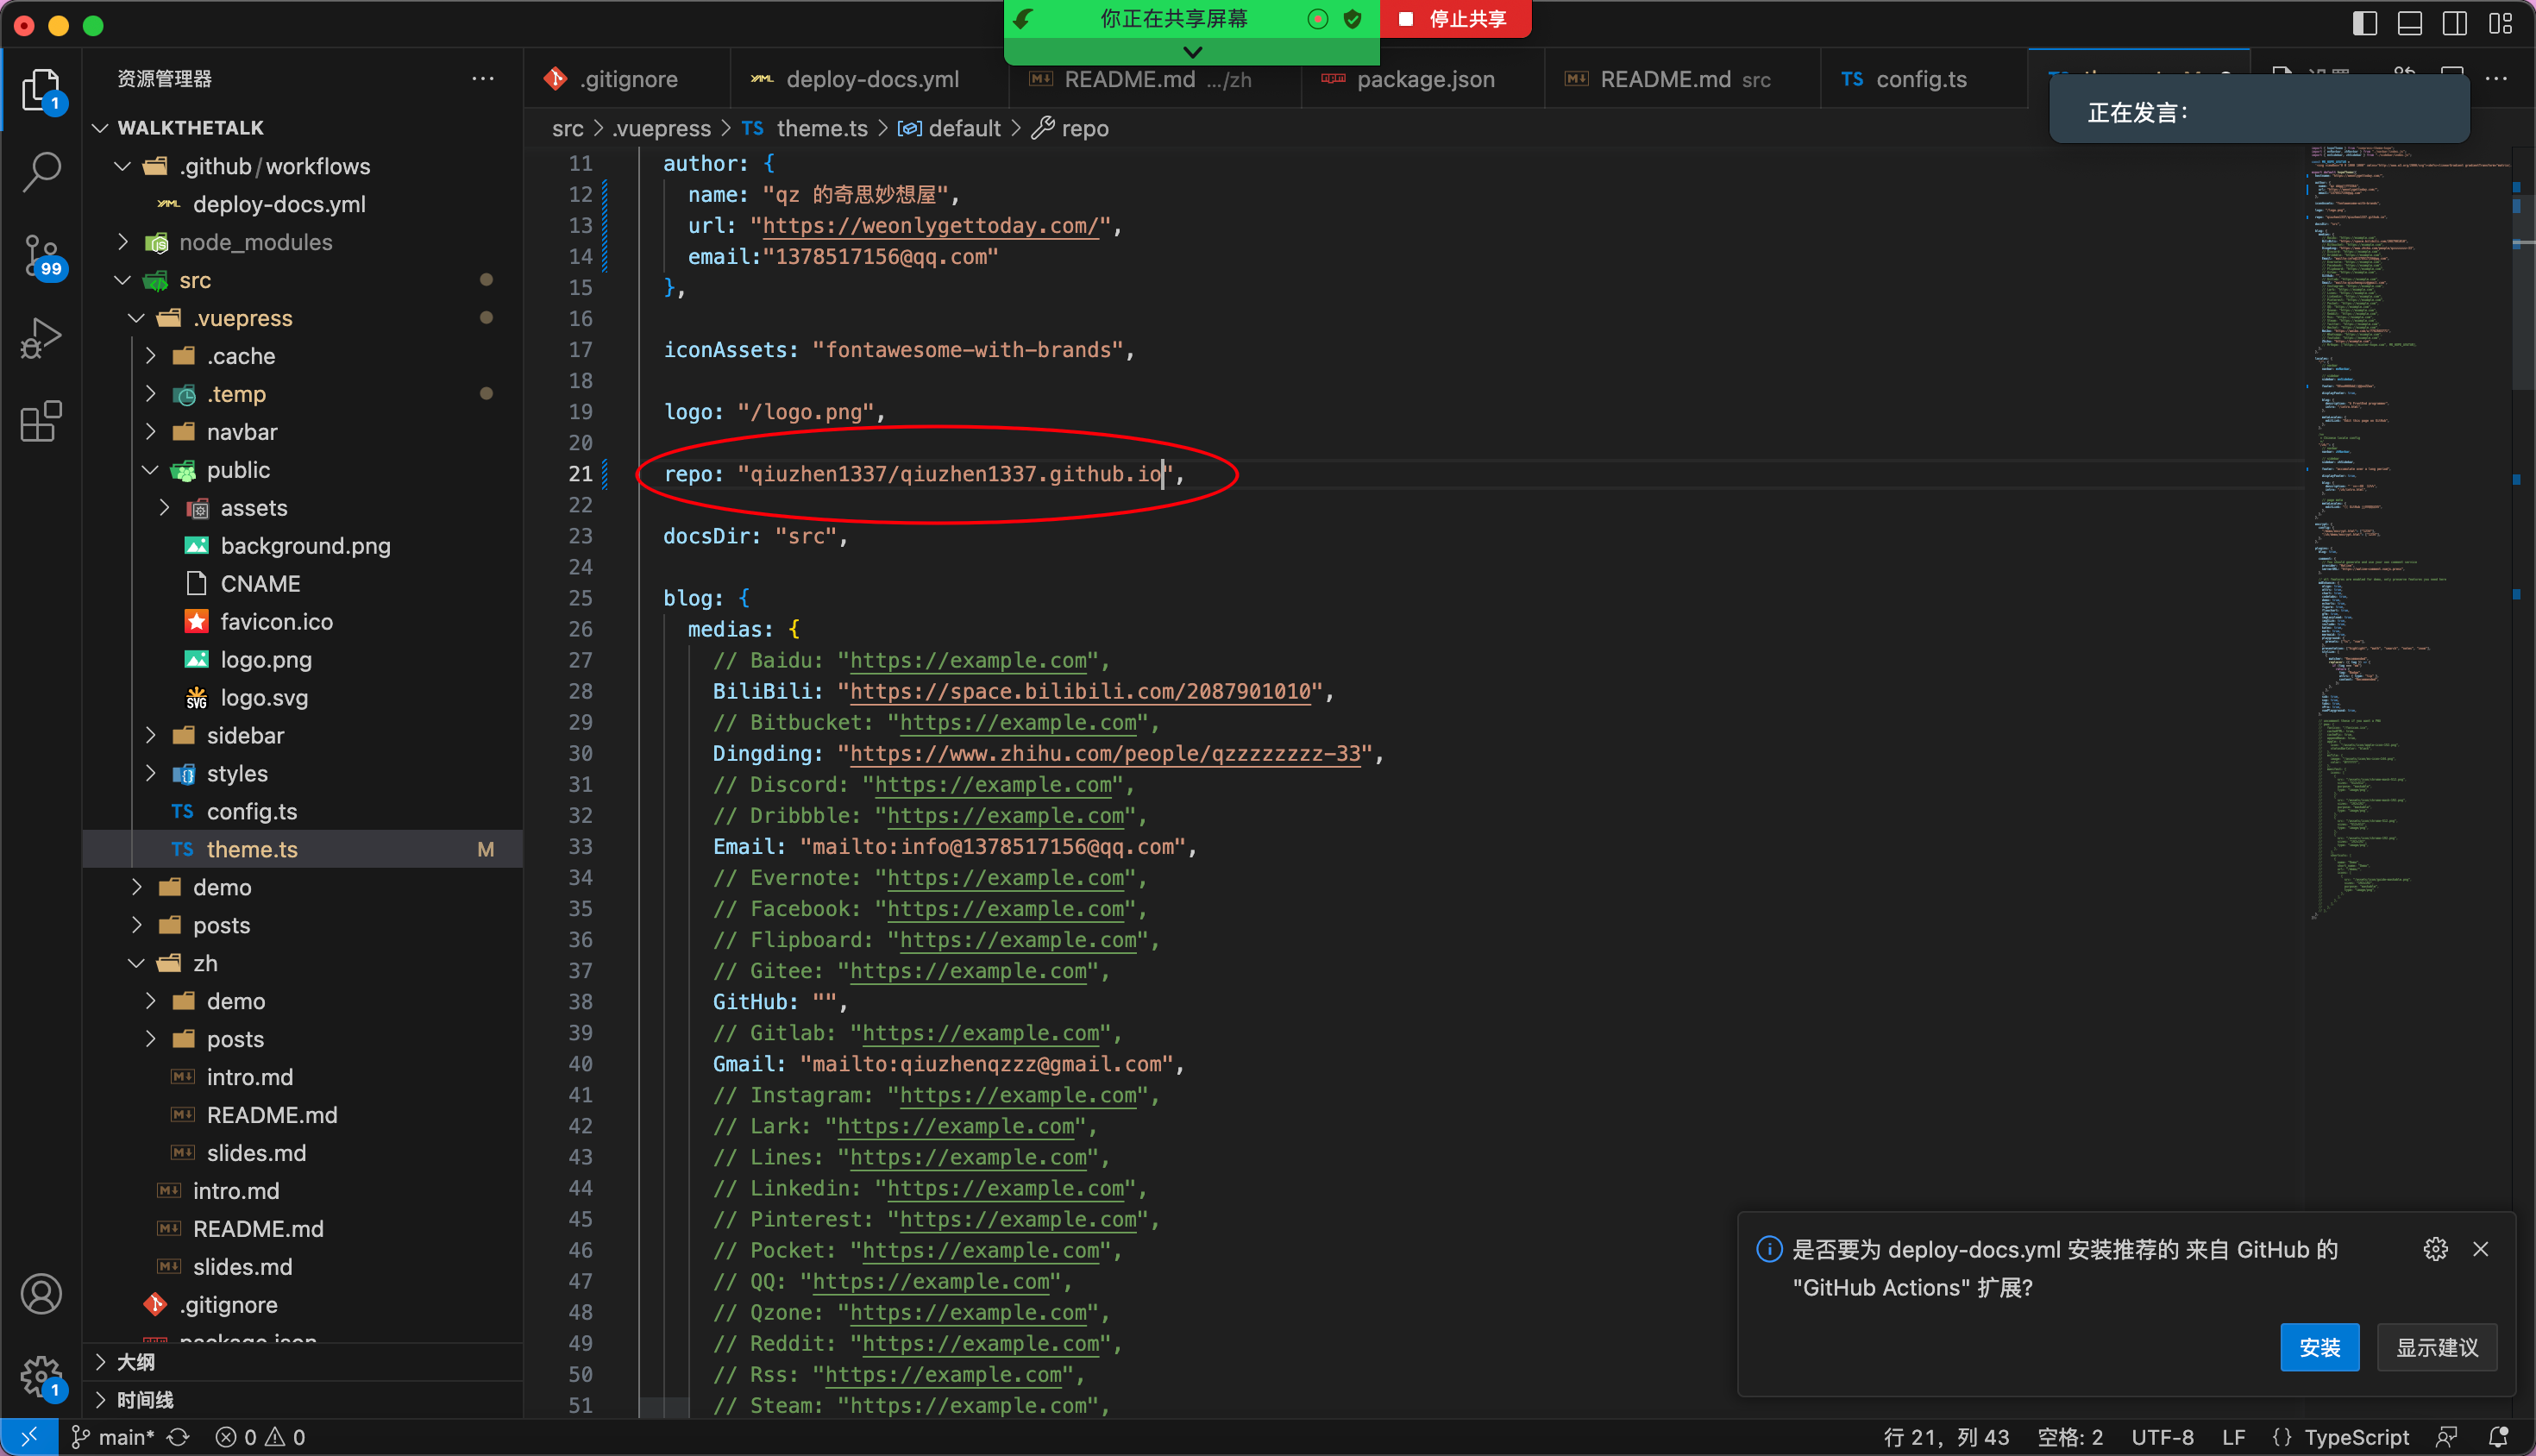 你正在共享屏幕
停止共享
资源管理器
.gitignore
deploy-docs.yml
README.md .../zh
package.json
README.md src
config.ts
正在发言:
src > .vuepress > TS theme.ts > default > repo
1
99
WALKTHETALK
.github/workflows
deploy-docs.yml
node_modules
src
.vuepress
.cache
.temp
navbar
public
assets
background.png
CNAME
favicon.ico
logo.png
logo.svg
sidebar
styles
TS config.ts
TS theme.ts M
demo
posts
zh
demo
posts
intro.md
README.md
slides.md
intro.md
README.md
slides.md
.gitignore
package.json
大纲
时间线
1
11 author: {
12 name: "qz 的奇思妙想屋",
13 url: "https://weonlygettoday.com/",
14 email:"1378517156@qq.com"
15 },
16
17 iconAssets: "fontawesome-with-brands",
18
19 logo: "/logo.png",
20
21 repo: "qiuzhen1337/qiuzhen1337.github.io",
22
23 docsDir: "src",
24
25 blog: {
26 medias: {
27 // Baidu: "https://example.com",
28 BiliBili: "https://space.bilibili.com/2087901010",
29 // Bitbucket: "https://example.com",
30 Dingding: "https://www.zhihu.com/people/qzzzzzzzz-33",
31 // Discord: "https://example.com",
32 // Dribbble: "https://example.com",
33 Email: "mailto:info@1378517156@qq.com",
34 // Evernote: "https://example.com",
35 // Facebook: "https://example.com",
36 // Flipboard: "https://example.com",
37 // Gitee: "https://example.com",
38 GitHub: "",
39 // Gitlab: "https://example.com",
40 Gmail: "mailto:qiuzhenqzzz@gmail.com",
41 // Instagram: "https://example.com",
42 // Lark: "https://example.com",
43 // Lines: "https://example.com",
44 // Linkedin: "https://example.com",
45 // Pinterest: "https://example.com",
46 // Pocket: "https://example.com",
47 // QQ: "https://example.com",
48 // Qzone: "https://example.com",
49 // Reddit: "https://example.com",
50 // Rss: "https://example.com",
51 // Steam: "https://example.com",
是否要为 deploy-docs.yml 安装推荐的 来自 GitHub 的
"GitHub Actions" 扩展?
安装
显示建议
main* 0 0
行 21，列 43 空格: 2 UTF-8 LF {} TypeScript